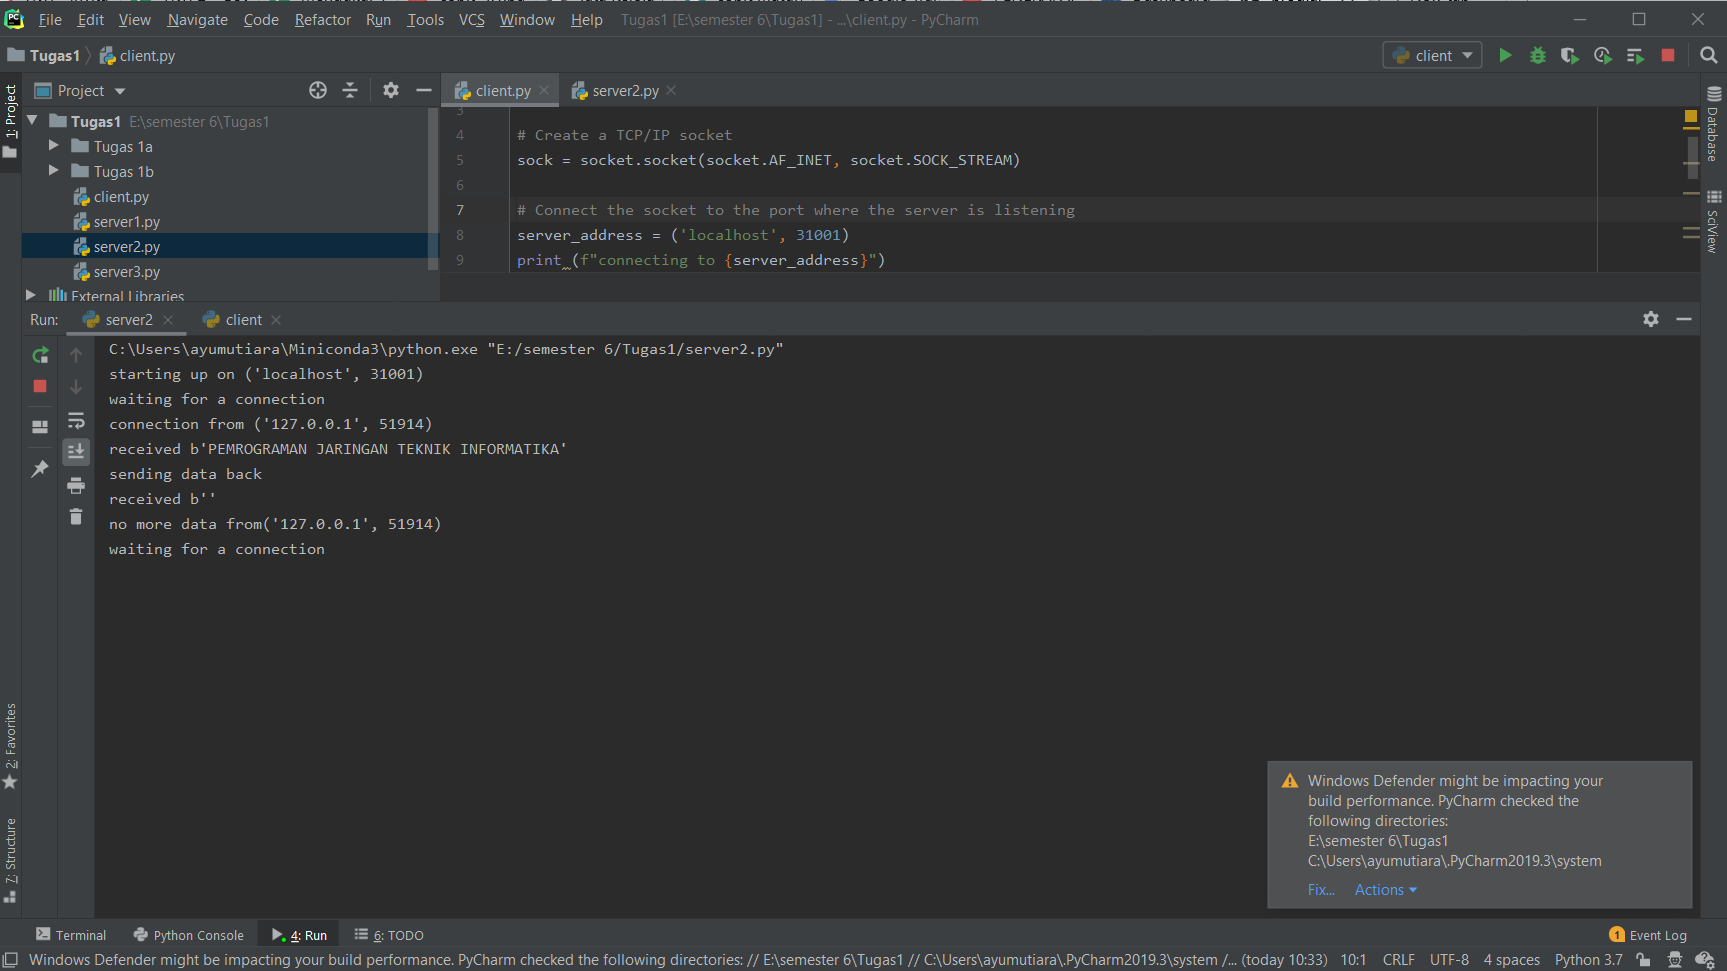 File Edit View Navigate Code Refactor Run Tools VCS Window Help Tugas1 [E:\semester 6\Tugas1] - ...\client.py - PyCharm
Tugas1 client.py
client
1: Project
Project
client.py
server2.py
Tugas1 E:\semester 6\Tugas1
Tugas 1a
Tugas 1b
client.py
server1.py
server2.py
server3.py
External Libraries
3
4 # Create a TCP/IP socket
5 sock = socket.socket(socket.AF_INET, socket.SOCK_STREAM)
6
7 # Connect the socket to the port where the server is listening
8 server_address = ('localhost', 31001)
9 print (f"connecting to {server_address}")
Database
SciView
Run: server2 client
C:\Users\ayumutiara\Miniconda3\python.exe "E:/semester 6/Tugas1/server2.py"
starting up on ('localhost', 31001)
waiting for a connection
connection from ('127.0.0.1', 51914)
received b'PEMROGRAMAN JARINGAN TEKNIK INFORMATIKA'
sending data back
received b''
no more data from('127.0.0.1', 51914)
waiting for a connection
2: Favorites
7: Structure
Windows Defender might be impacting your
build performance. PyCharm checked the
following directories:
E:\semester 6\Tugas1
C:\Users\ayumutiara\.PyCharm2019.3\system
Fix... Actions
Terminal Python Console 4: Run 6: TODO 1 Event Log
Windows Defender might be impacting your build performance. PyCharm checked the following directories: // E:\semester 6\Tugas1 // C:\Users\ayumutiara\.PyCharm2019.3\system /... (today 10:33) 10:1 CRLF UTF-8 4 spaces Python 3.7